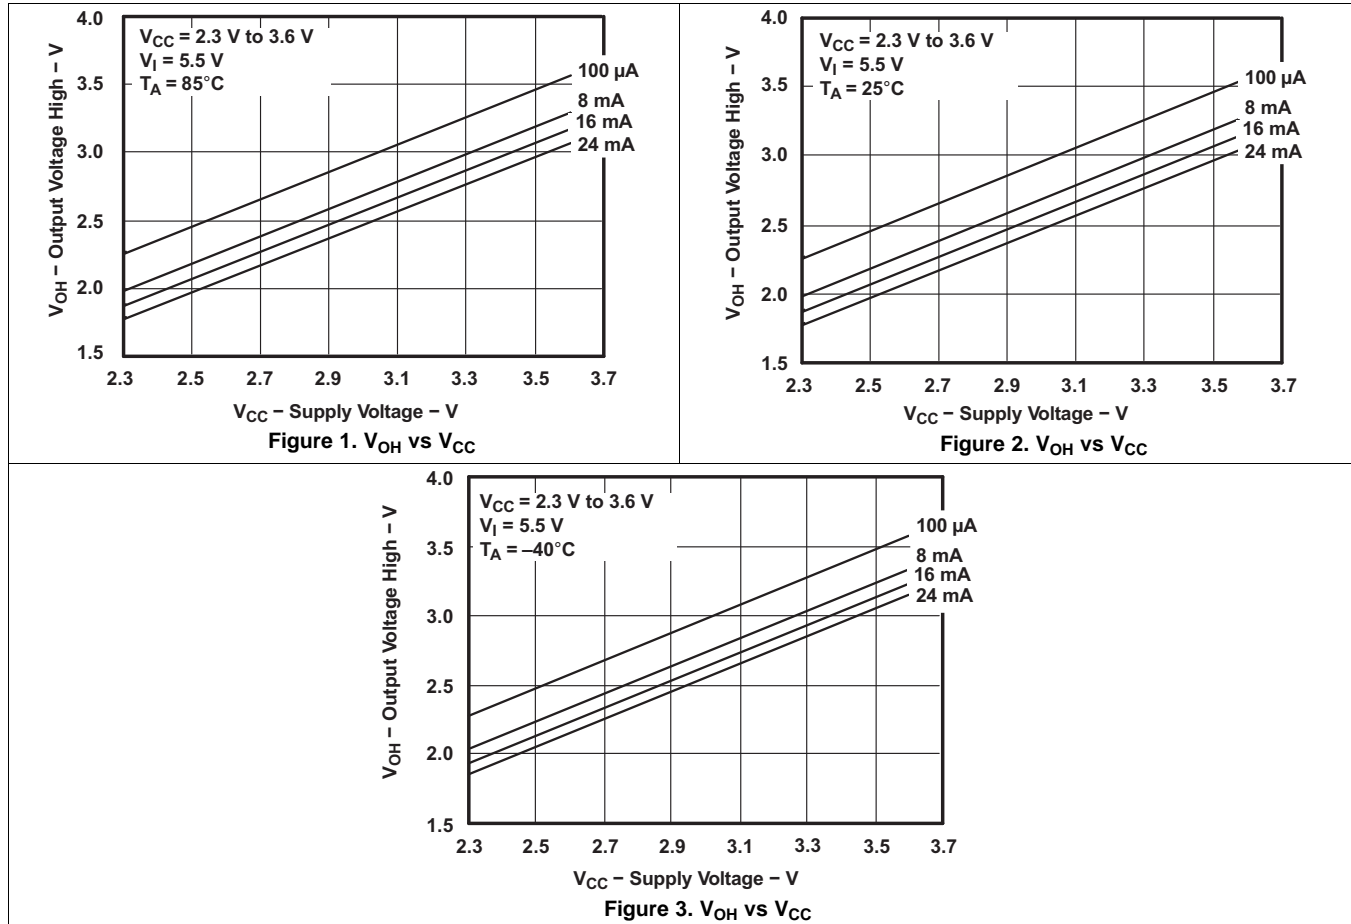 4.0
V_OH − Output Voltage High − V
V_CC = 2.3 V to 3.6 V
V_I = 5.5 V
T_A = 85°C
3.5
100 µA
8 mA
16 mA
24 mA
3.0
2.5
2.0
1.5
2.3 2.5 2.7 2.9 3.1 3.3 3.5 3.7
V_CC − Supply Voltage − V
Figure 1. V_OH vs V_CC
4.0
V_OH − Output Voltage High − V
V_CC = 2.3 V to 3.6 V
V_I = 5.5 V
T_A = 25°C
3.5
100 µA
8 mA
16 mA
24 mA
3.0
2.5
2.0
1.5
2.3 2.5 2.7 2.9 3.1 3.3 3.5 3.7
V_CC − Supply Voltage − V
Figure 2. V_OH vs V_CC
4.0
V_OH − Output Voltage High − V
V_CC = 2.3 V to 3.6 V
V_I = 5.5 V
T_A = –40°C
3.5
100 µA
8 mA
16 mA
24 mA
3.0
2.5
2.0
1.5
2.3 2.5 2.7 2.9 3.1 3.3 3.5 3.7
V_CC − Supply Voltage − V
Figure 3. V_OH vs V_CC